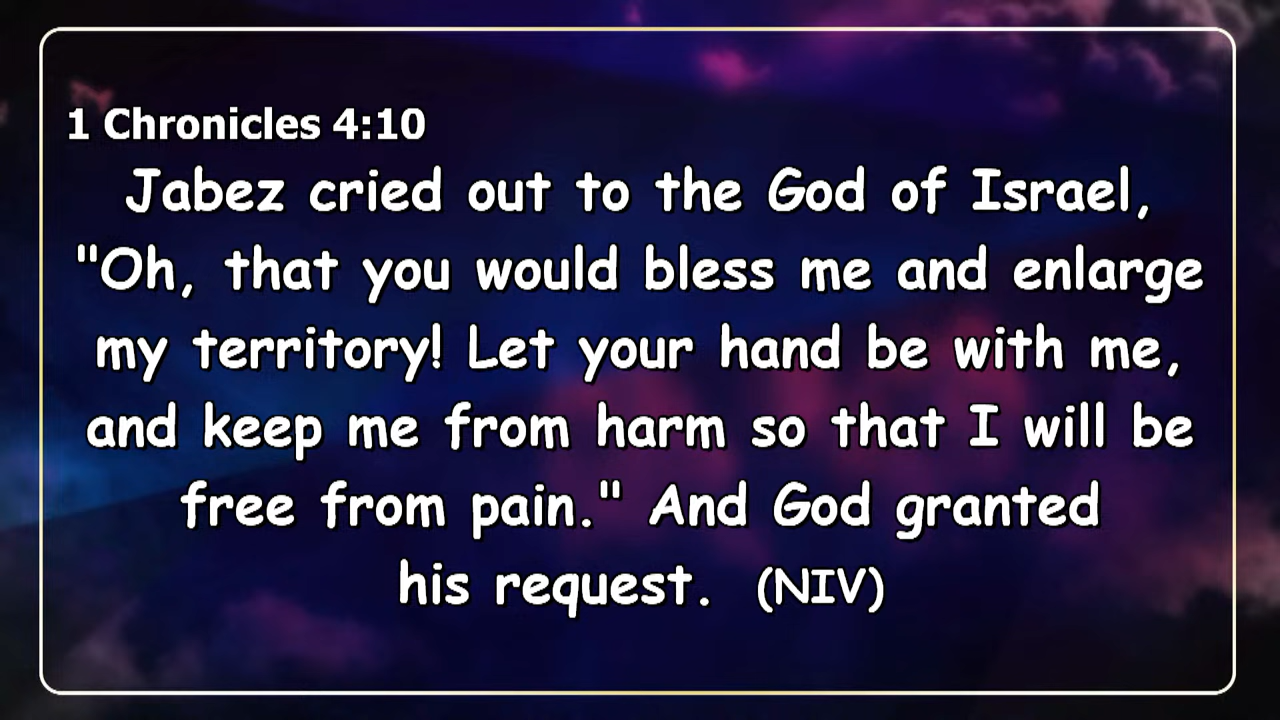 1 Chronicles 4:10
Jabez cried out to the God of Israel,
"Oh, that you would bless me and enlarge
my territory! Let your hand be with me,
and keep me from harm so that I will be
free from pain." And God granted
his request. (NIV)